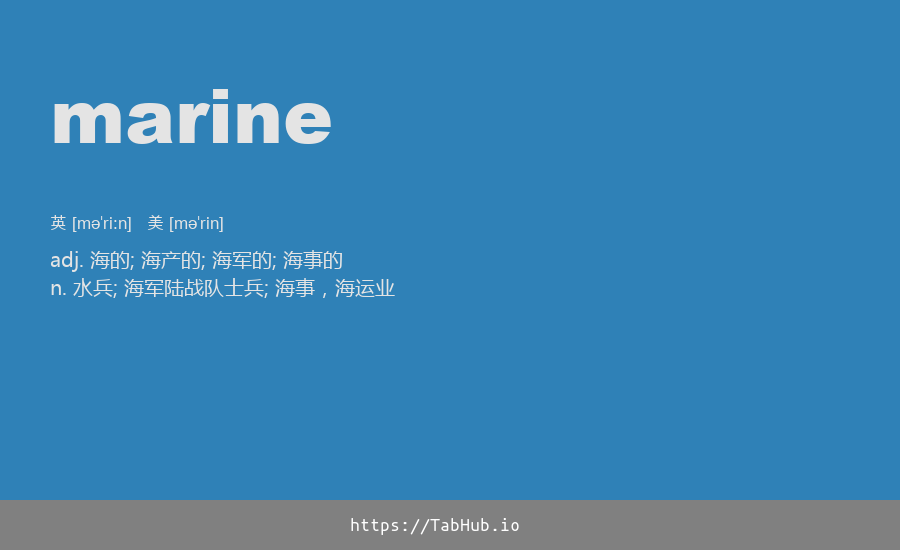 marine
英 [məˈriːn] 美 [məˈrin]
adj. 海的; 海产的; 海军的; 海事的
n. 水兵; 海军陆战队士兵; 海事，海运业
https://TabHub.io